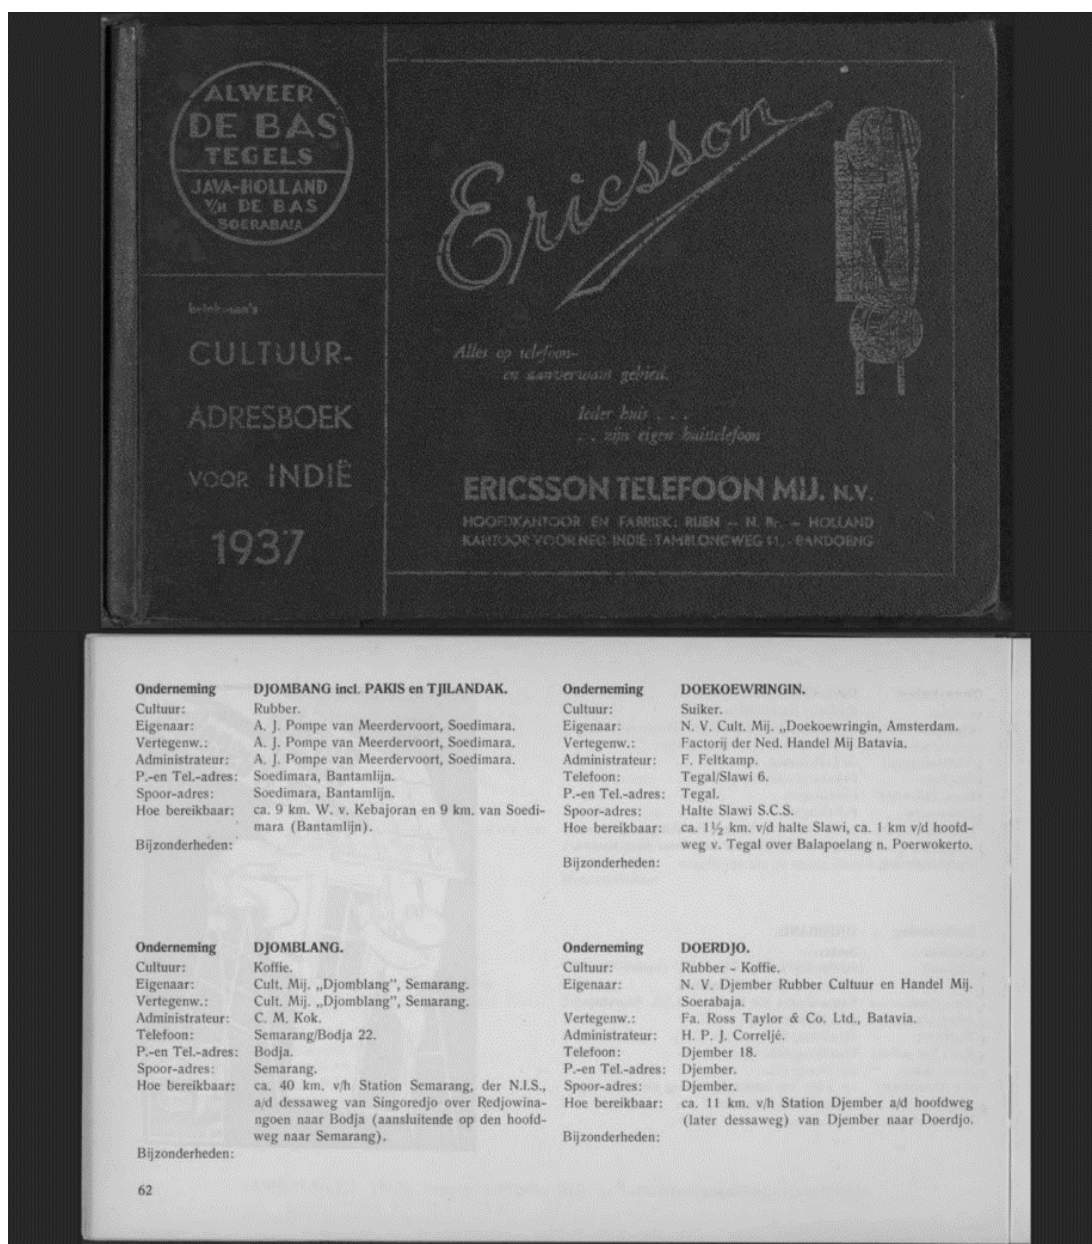 ALWEER
DE BAS
TEGELS
JAVA-HOLLAND
V/H DE BAS
SOERABAIA
CULTUUR-
ADRESBOEK
VOOR INDIË
1937
Ericsson
Alles op telefoon-
en aanverwant gebied.
Ieder huis . . .
. . zijn eigen huistelefoon
ERICSSON TELEFOON MIJ. N.V.
HOOFDKANTOOR EN FABRIEK: RIJEN – N. Br. – HOLLAND
KANTOOR VOOR NED. INDIË: TAMBLONGWEG 11, - BANDOENG
Onderneming DJOMBANG incl. PAKIS en TJILANDAK.
Cultuur: Rubber.
Eigenaar: A. J. Pompe van Meerdervoort, Soedimara.
Vertegenw.: A. J. Pompe van Meerdervoort, Soedimara.
Administrateur: A. J. Pompe van Meerdervoort, Soedimara.
P.-en Tel.-adres: Soedimara, Bantamlijn.
Spoor-adres: Soedimara, Bantamlijn.
Hoe bereikbaar: ca. 9 km. W. v. Kebajoran en 9 km. van Soedi-
mara (Bantamlijn).
Bijzonderheden:
Onderneming DJOMBLANG.
Cultuur: Koffie.
Eigenaar: Cult. Mij. „Djomblang", Semarang.
Vertegenw.: Cult. Mij. „Djomblang", Semarang.
Administrateur: C. M. Kok.
Telefoon: Semarang/Bodja 22.
P.-en Tel.-adres: Bodja.
Spoor-adres: Semarang.
Hoe bereikbaar: ca. 40 km. v/h Station Semarang, der N.I.S.,
a/d dessaweg van Singoredjo over Redjowina-
ngoen naar Bodja (aansluitende op den hoofd-
weg naar Semarang).
Bijzonderheden:
62
Onderneming DOEKOEWRINGIN.
Cultuur: Suiker.
Eigenaar: N. V. Cult. Mij. „Doekoewringin, Amsterdam.
Vertegenw.: Factorij der Ned. Handel Mij Batavia.
Administrateur: F. Feltkamp.
Telefoon: Tegal/Slawi 6.
P.-en Tel.-adres: Tegal.
Spoor-adres: Halte Slawi S.C.S.
Hoe bereikbaar: ca. 1½ km. v/d halte Slawi, ca. 1 km v/d hoofd-
weg v. Tegal over Balapoelang n. Poerwokerto.
Bijzonderheden:
Onderneming DOERDJO.
Cultuur: Rubber - Koffie.
Eigenaar: N. V. Djember Rubber Cultuur en Handel Mij.
Soerabaja.
Vertegenw.: Fa. Ross Taylor & Co. Ltd., Batavia.
Administrateur: H. P. J. Correljé.
Telefoon: Djember 18.
P.-en Tel.-adres: Djember.
Spoor-adres: Djember.
Hoe bereikbaar: ca. 11 km. v/h Station Djember a/d hoofdweg
(later dessaweg) van Djember naar Doerdjo.
Bijzonderheden: